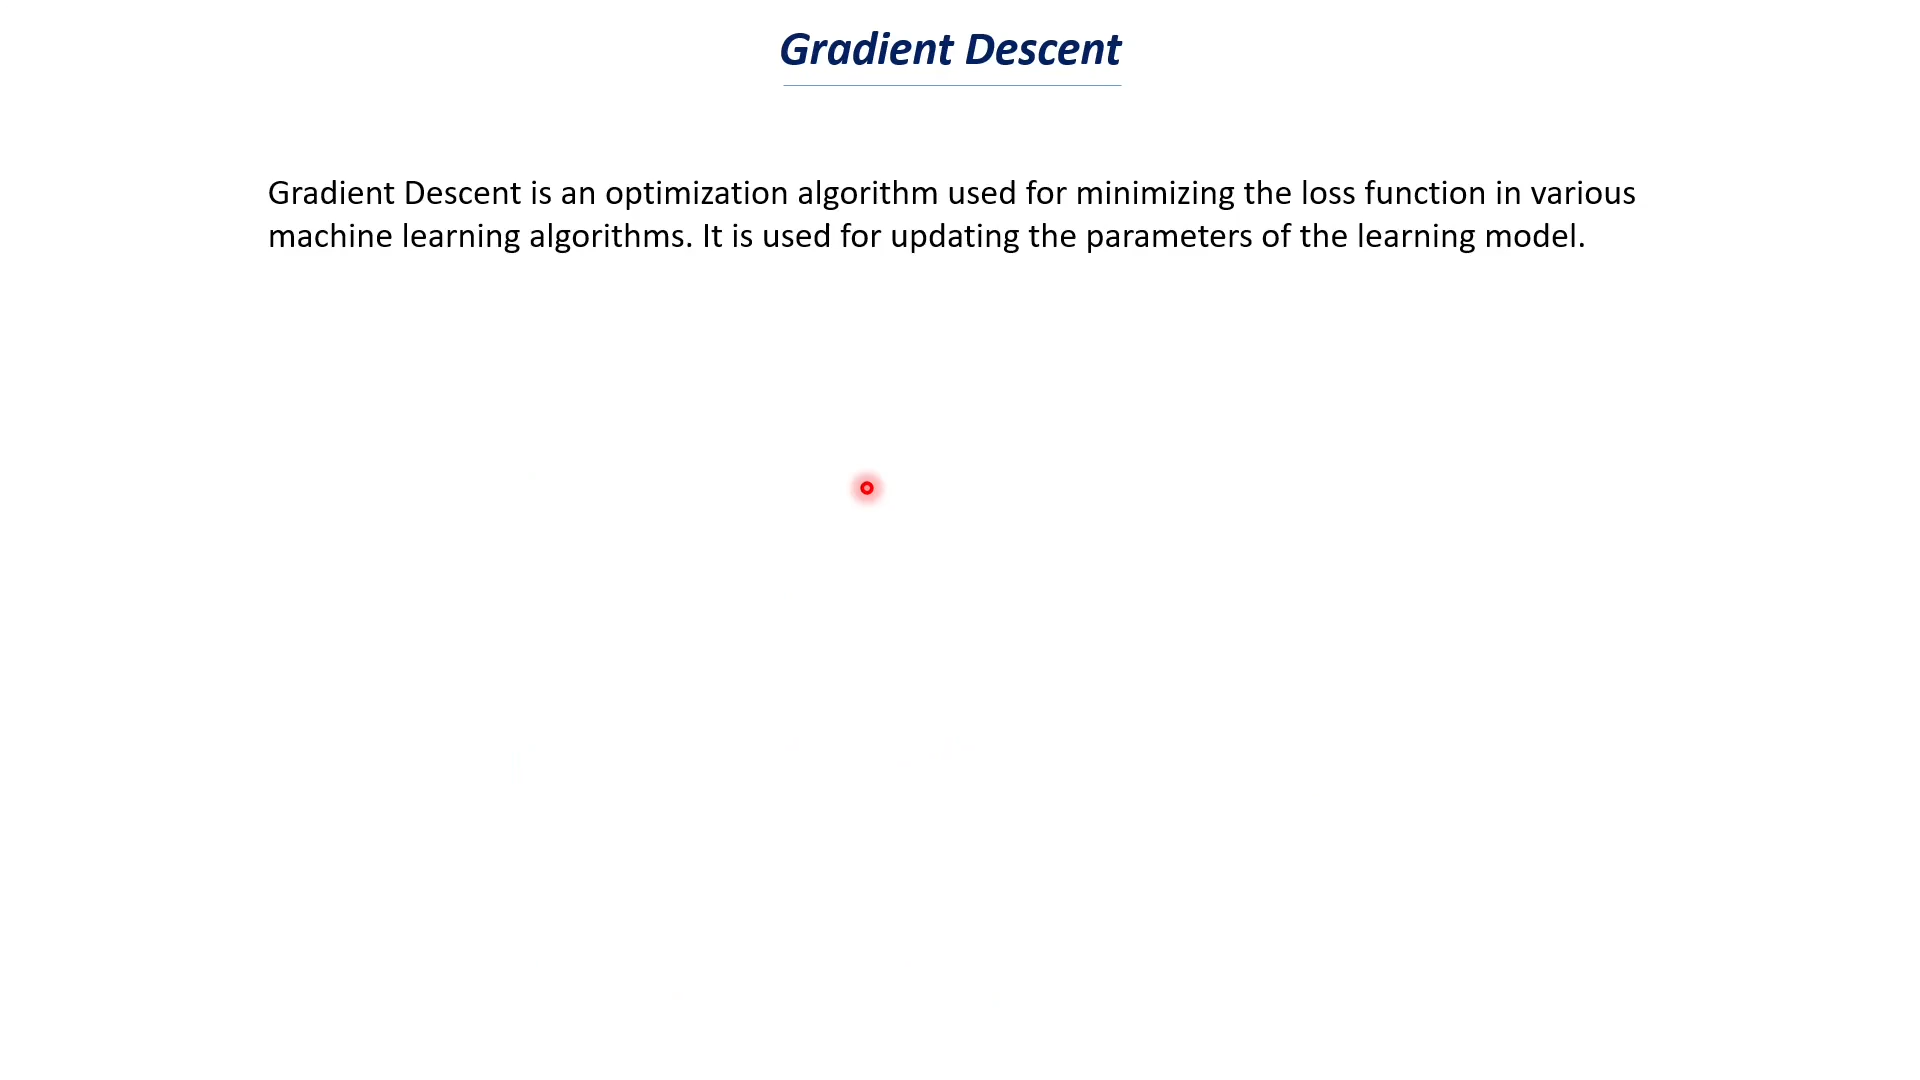 Gradient Descent
Gradient Descent is an optimization algorithm used for minimizing the loss function in various
machine learning algorithms. It is used for updating the parameters of the learning model.